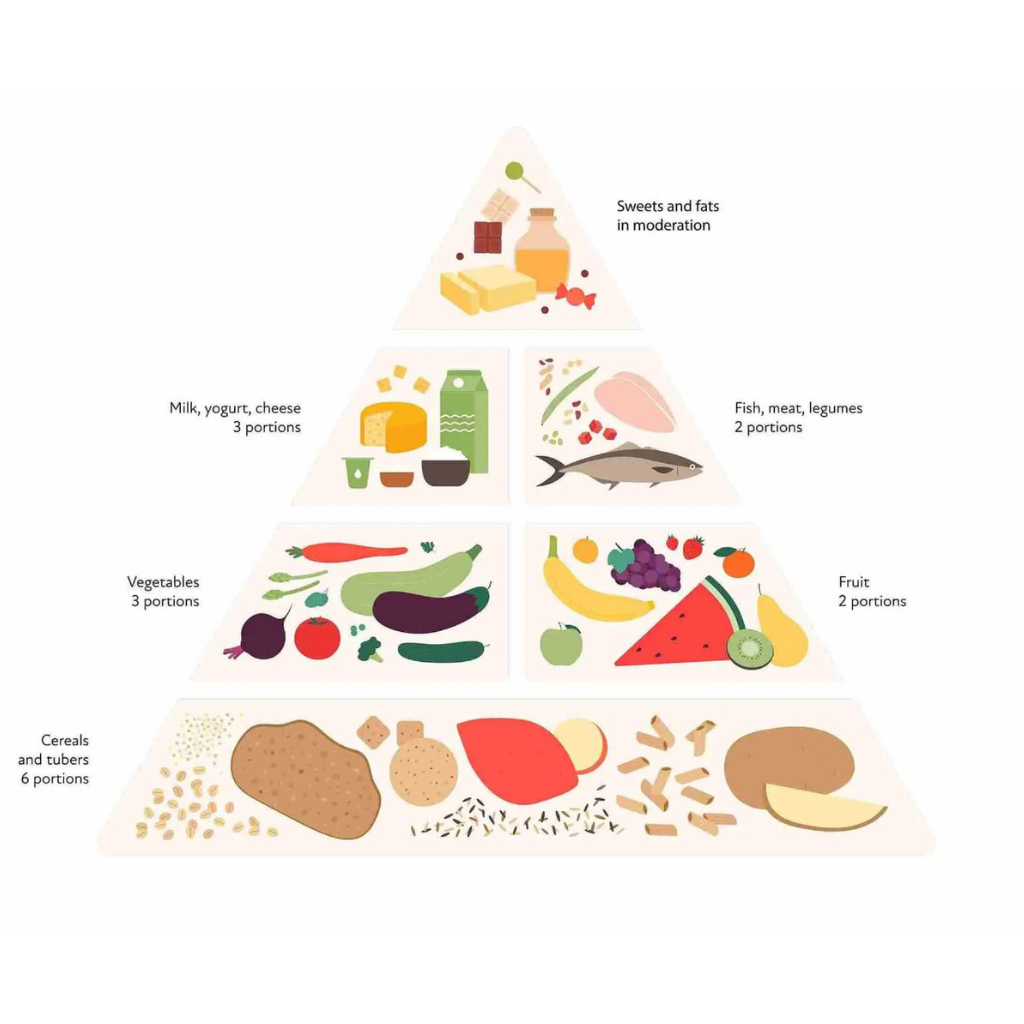 Sweets and fats
in moderation
Milk, yogurt, cheese
3 portions
Fish, meat, legumes
2 portions
Vegetables
3 portions
Fruit
2 portions
Cereals
and tubers
6 portions